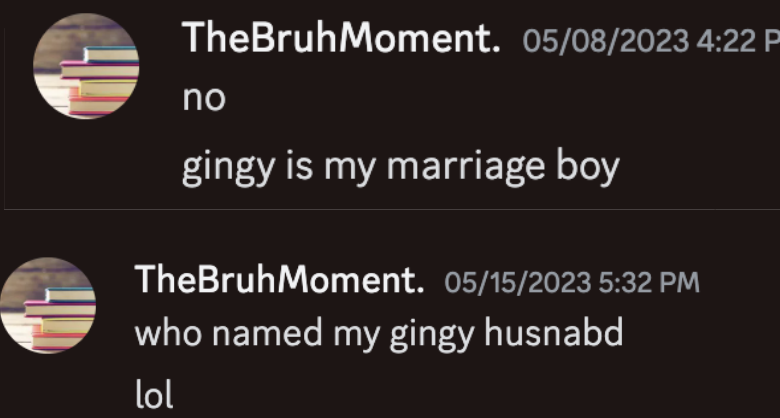 TheBruhMoment. 05/08/2023 4:22 P
no
gingy is my marriage boy
TheBruhMoment. 05/15/2023 5:32 PM
who named my gingy husnabd
lol